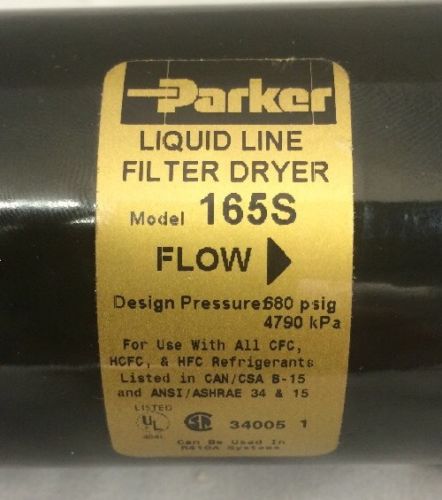 Parker
LIQUID LINE
FILTER DRYER
Model 165S
FLOW
Design Pressure: 680 psig
4790 kPa
For Use With All CFC,
HCFC, & HFC Refrigerants
Listed in CAN/CSA B-15
and ANSI/ASHRAE 34 & 15
LISTED
UL
34005 1
Can Be Used In
R410A Systems